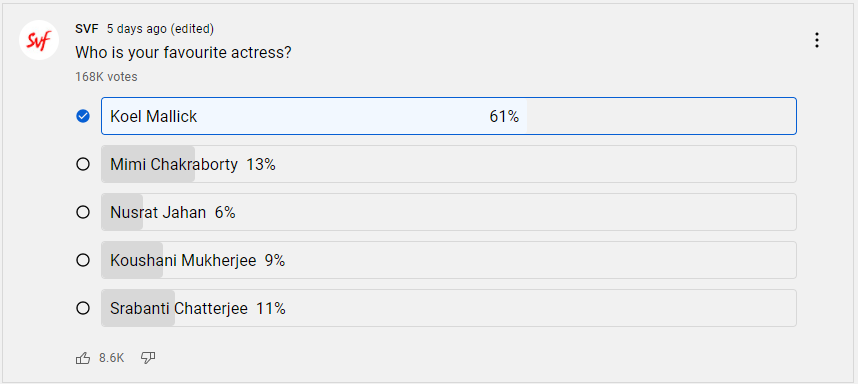 Svf
SVF 5 days ago (edited)
Who is your favourite actress?
168K votes
Koel Mallick 61%
Mimi Chakraborty 13%
Nusrat Jahan 6%
Koushani Mukherjee 9%
Srabanti Chatterjee 11%
8.6K